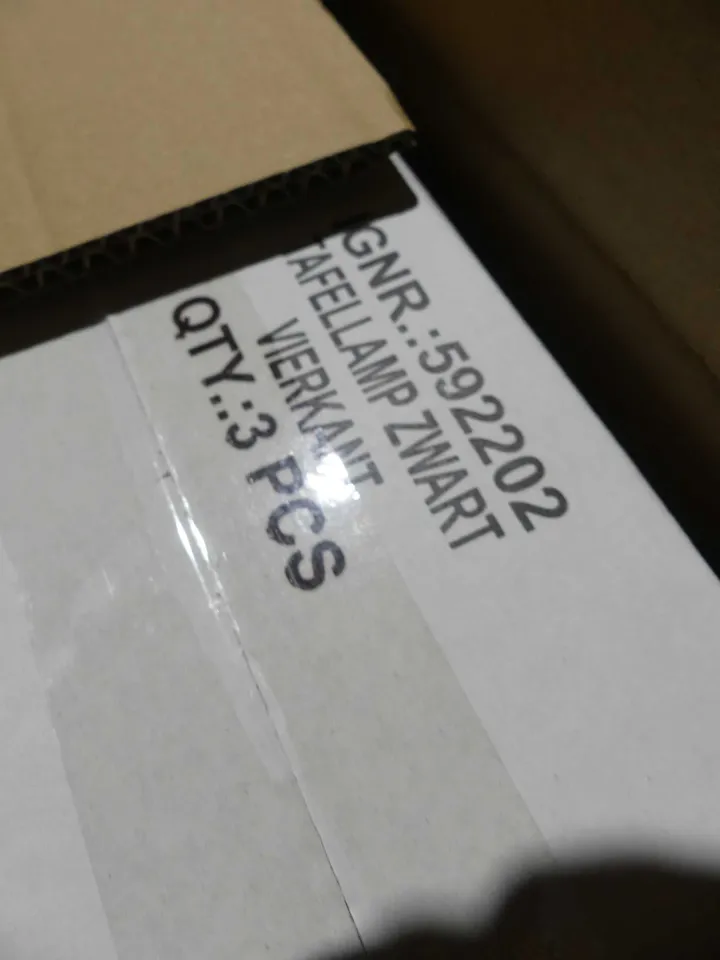 GNR.:592202
TAFELLAMP ZWART
VIERKANT
QTY.:3 PCS